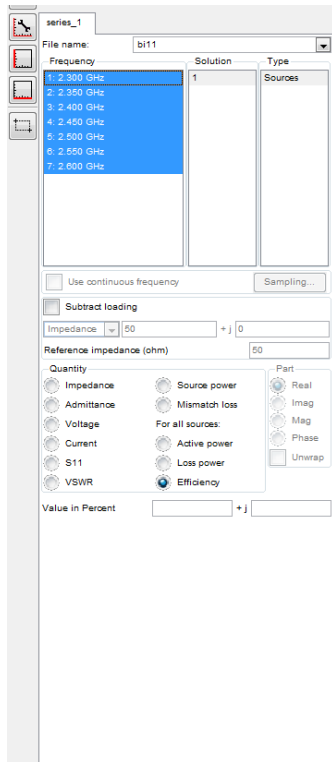 series_1
File name: bi11
Frequency Solution Type
1: 2.300 GHz 1 Sources
2: 2.350 GHz
3: 2.400 GHz
4: 2.450 GHz
5: 2.500 GHz
6: 2.550 GHz
7: 2.600 GHz
Use continuous frequency Sampling...
Subtract loading
Impedance 50 + j 0
Reference impedance (ohm) 50
Quantity Part
Impedance Source power Real
Admittance Mismatch loss Imag
Voltage For all sources: Mag
Current Active power Phase
S11 Loss power Unwrap
VSWR Efficiency
Value in Percent + j